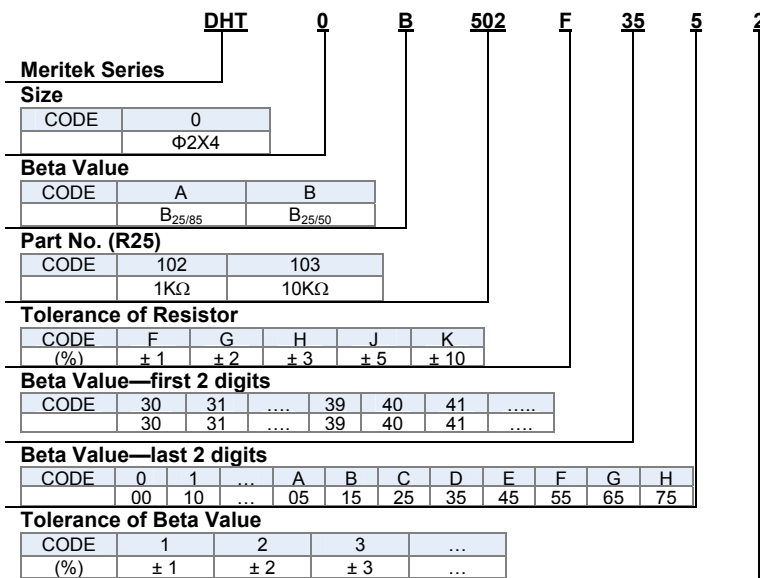 DHT 0 B 502 F 35 5 2
Meritek Series
Size
CODE 0
Φ2X4
Beta Value
CODE A B
B25/85 B25/50
Part No. (R25)
CODE 102 103
1KΩ 10KΩ
Tolerance of Resistor
CODE F G H J K
(%) ± 1 ± 2 ± 3 ± 5 ± 10
Beta Value—first 2 digits
CODE 30 31 .... 39 40 41 .....
30 31 .... 39 40 41 ....
Beta Value—last 2 digits
CODE 0 1 ... A B C D E F G H
00 10 ... 05 15 25 35 45 55 65 75
Tolerance of Beta Value
CODE 1 2 3 ...
(%) ± 1 ± 2 ± 3 ...